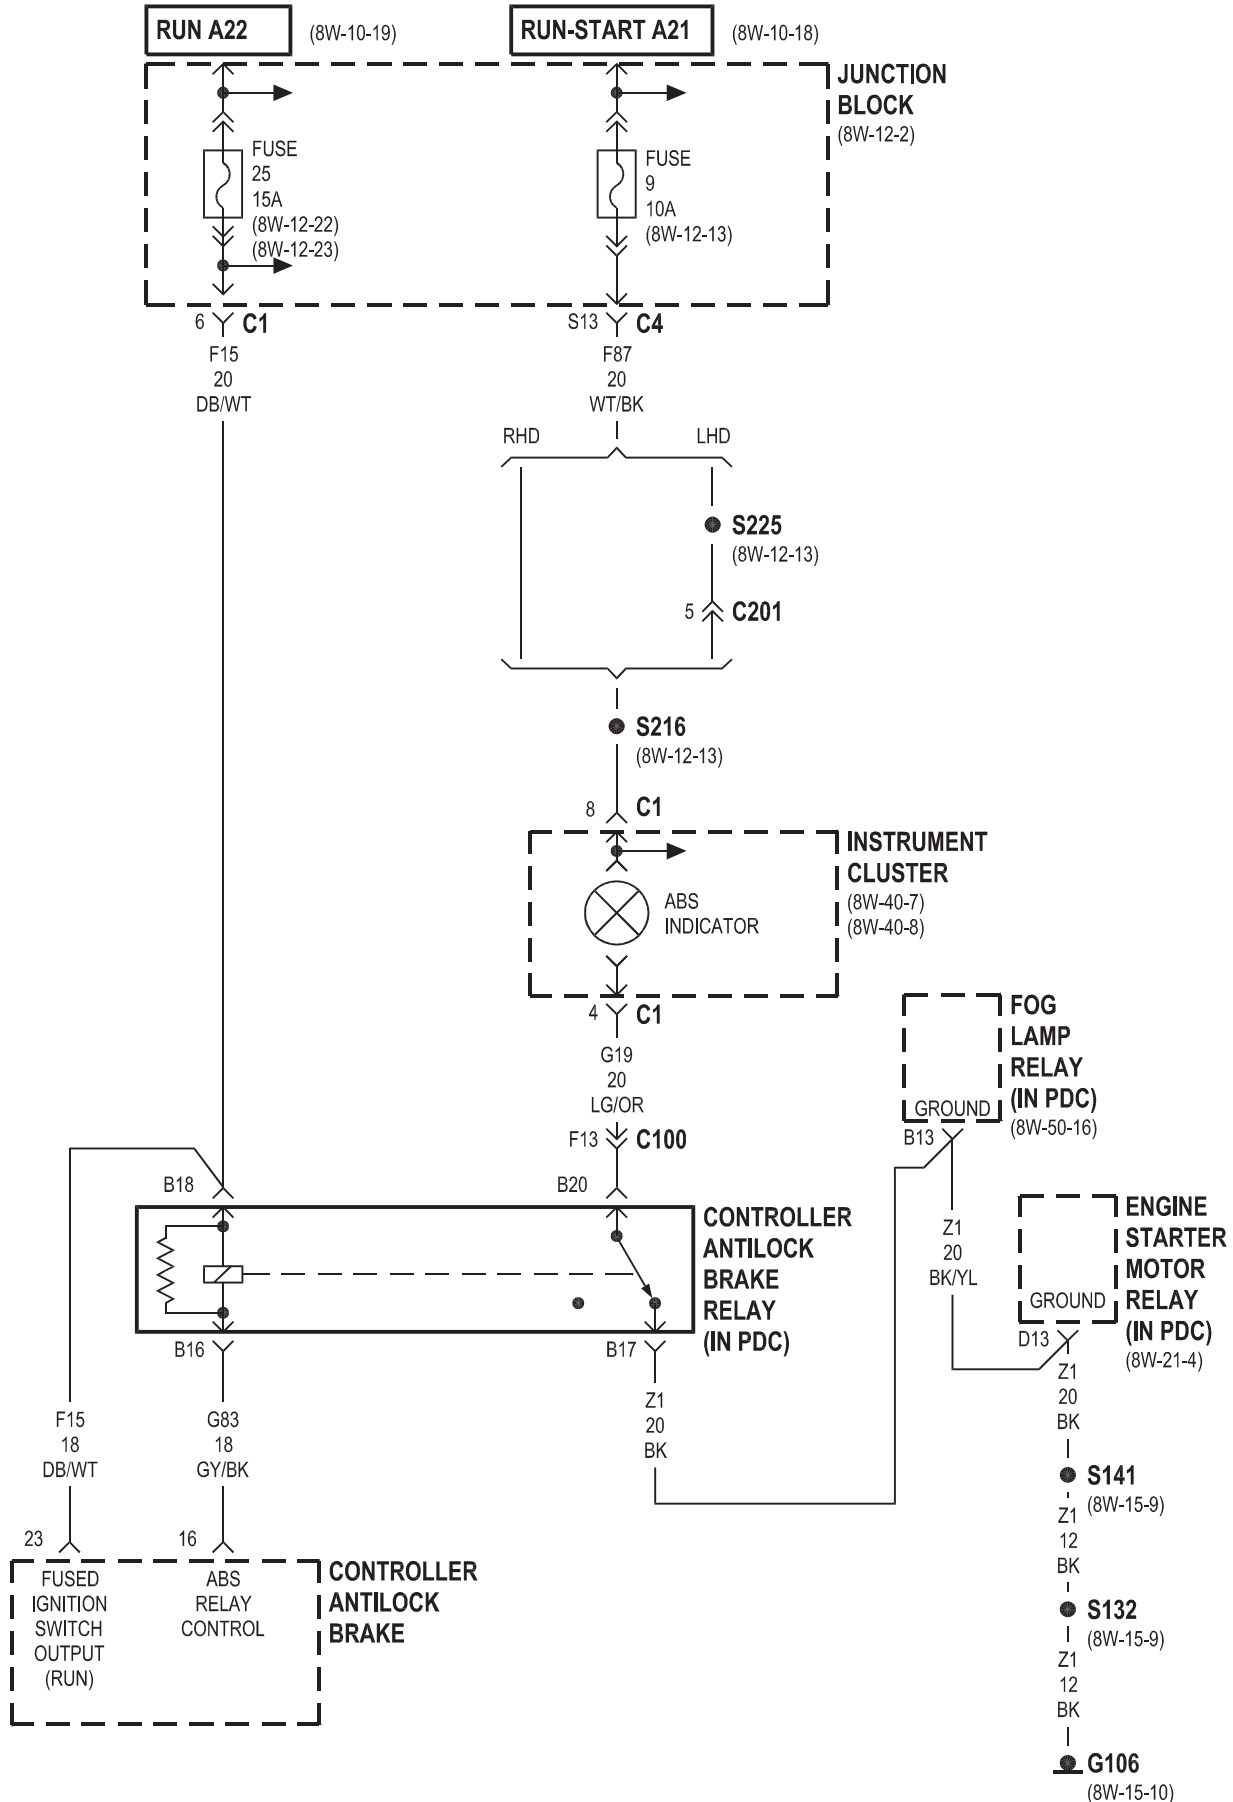 RUN A22
(8W-10-19)
RUN-START A21
(8W-10-18)
JUNCTION
BLOCK
(8W-12-2)
FUSE
25
15A
(8W-12-22)
(8W-12-23)
FUSE
9
10A
(8W-12-13)
6
C1
S13
C4
F15
20
DB/WT
F87
20
WT/BK
RHD
LHD
S225
(8W-12-13)
5
C201
S216
(8W-12-13)
8
C1
INSTRUMENT
CLUSTER
(8W-40-7)
(8W-40-8)
ABS
INDICATOR
4
C1
G19
20
LG/OR
F13
C100
FOG
LAMP
RELAY
(IN PDC)
(8W-50-16)
GROUND
B13
B18
B20
CONTROLLER
ANTILOCK
BRAKE
RELAY
(IN PDC)
Z1
20
BK/YL
ENGINE
STARTER
MOTOR
RELAY
(IN PDC)
(8W-21-4)
GROUND
D13
B16
B17
Z1
20
BK
Z1
20
BK
F15
18
DB/WT
G83
18
GY/BK
S141
(8W-15-9)
Z1
12
BK
23
16
FUSED
IGNITION
SWITCH
OUTPUT
(RUN)
ABS
RELAY
CONTROL
CONTROLLER
ANTILOCK
BRAKE
S132
(8W-15-9)
Z1
12
BK
G106
(8W-15-10)